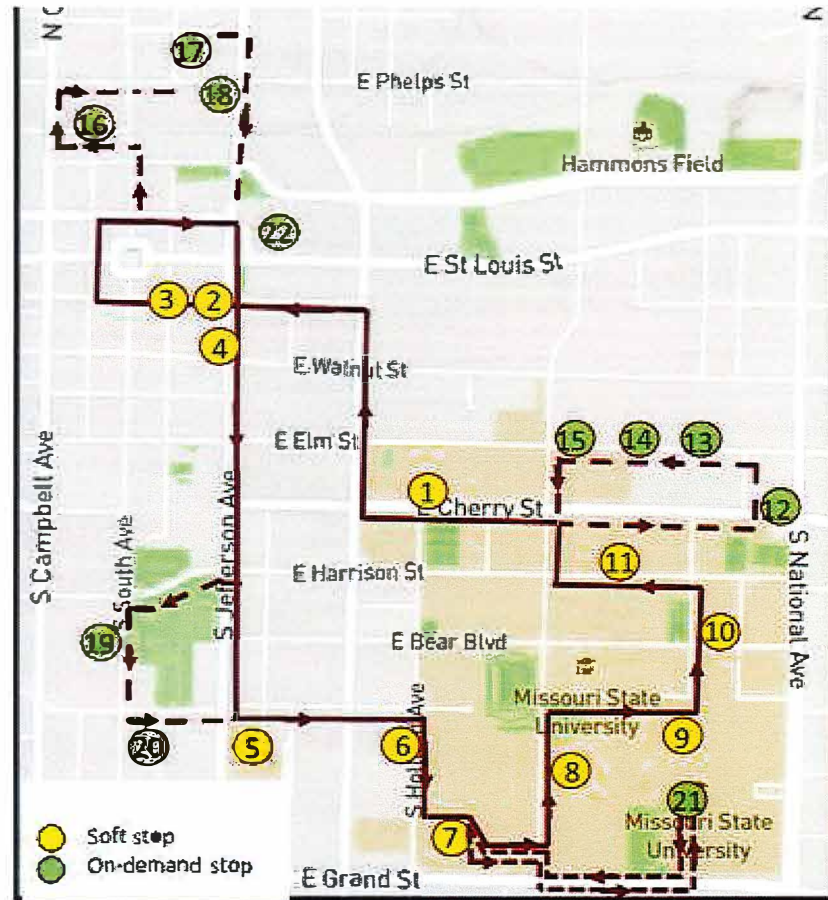 N
17
E Phelps St
18
16
Hammons Field
22
E St Louis St
3
2
4
E Walnut St
E Elm St
15
14
13
1
E Cherry St
12
S Campbell Ave
S South Ave
S Jefferson Ave
E Harrison St
11
S National Ave
19
E Bear Blvd
10
Missouri State
University
20
5
6
S Holl Ave
9
8
7
21
Missouri State
University
Soft stop
On-demand stop
E Grand St